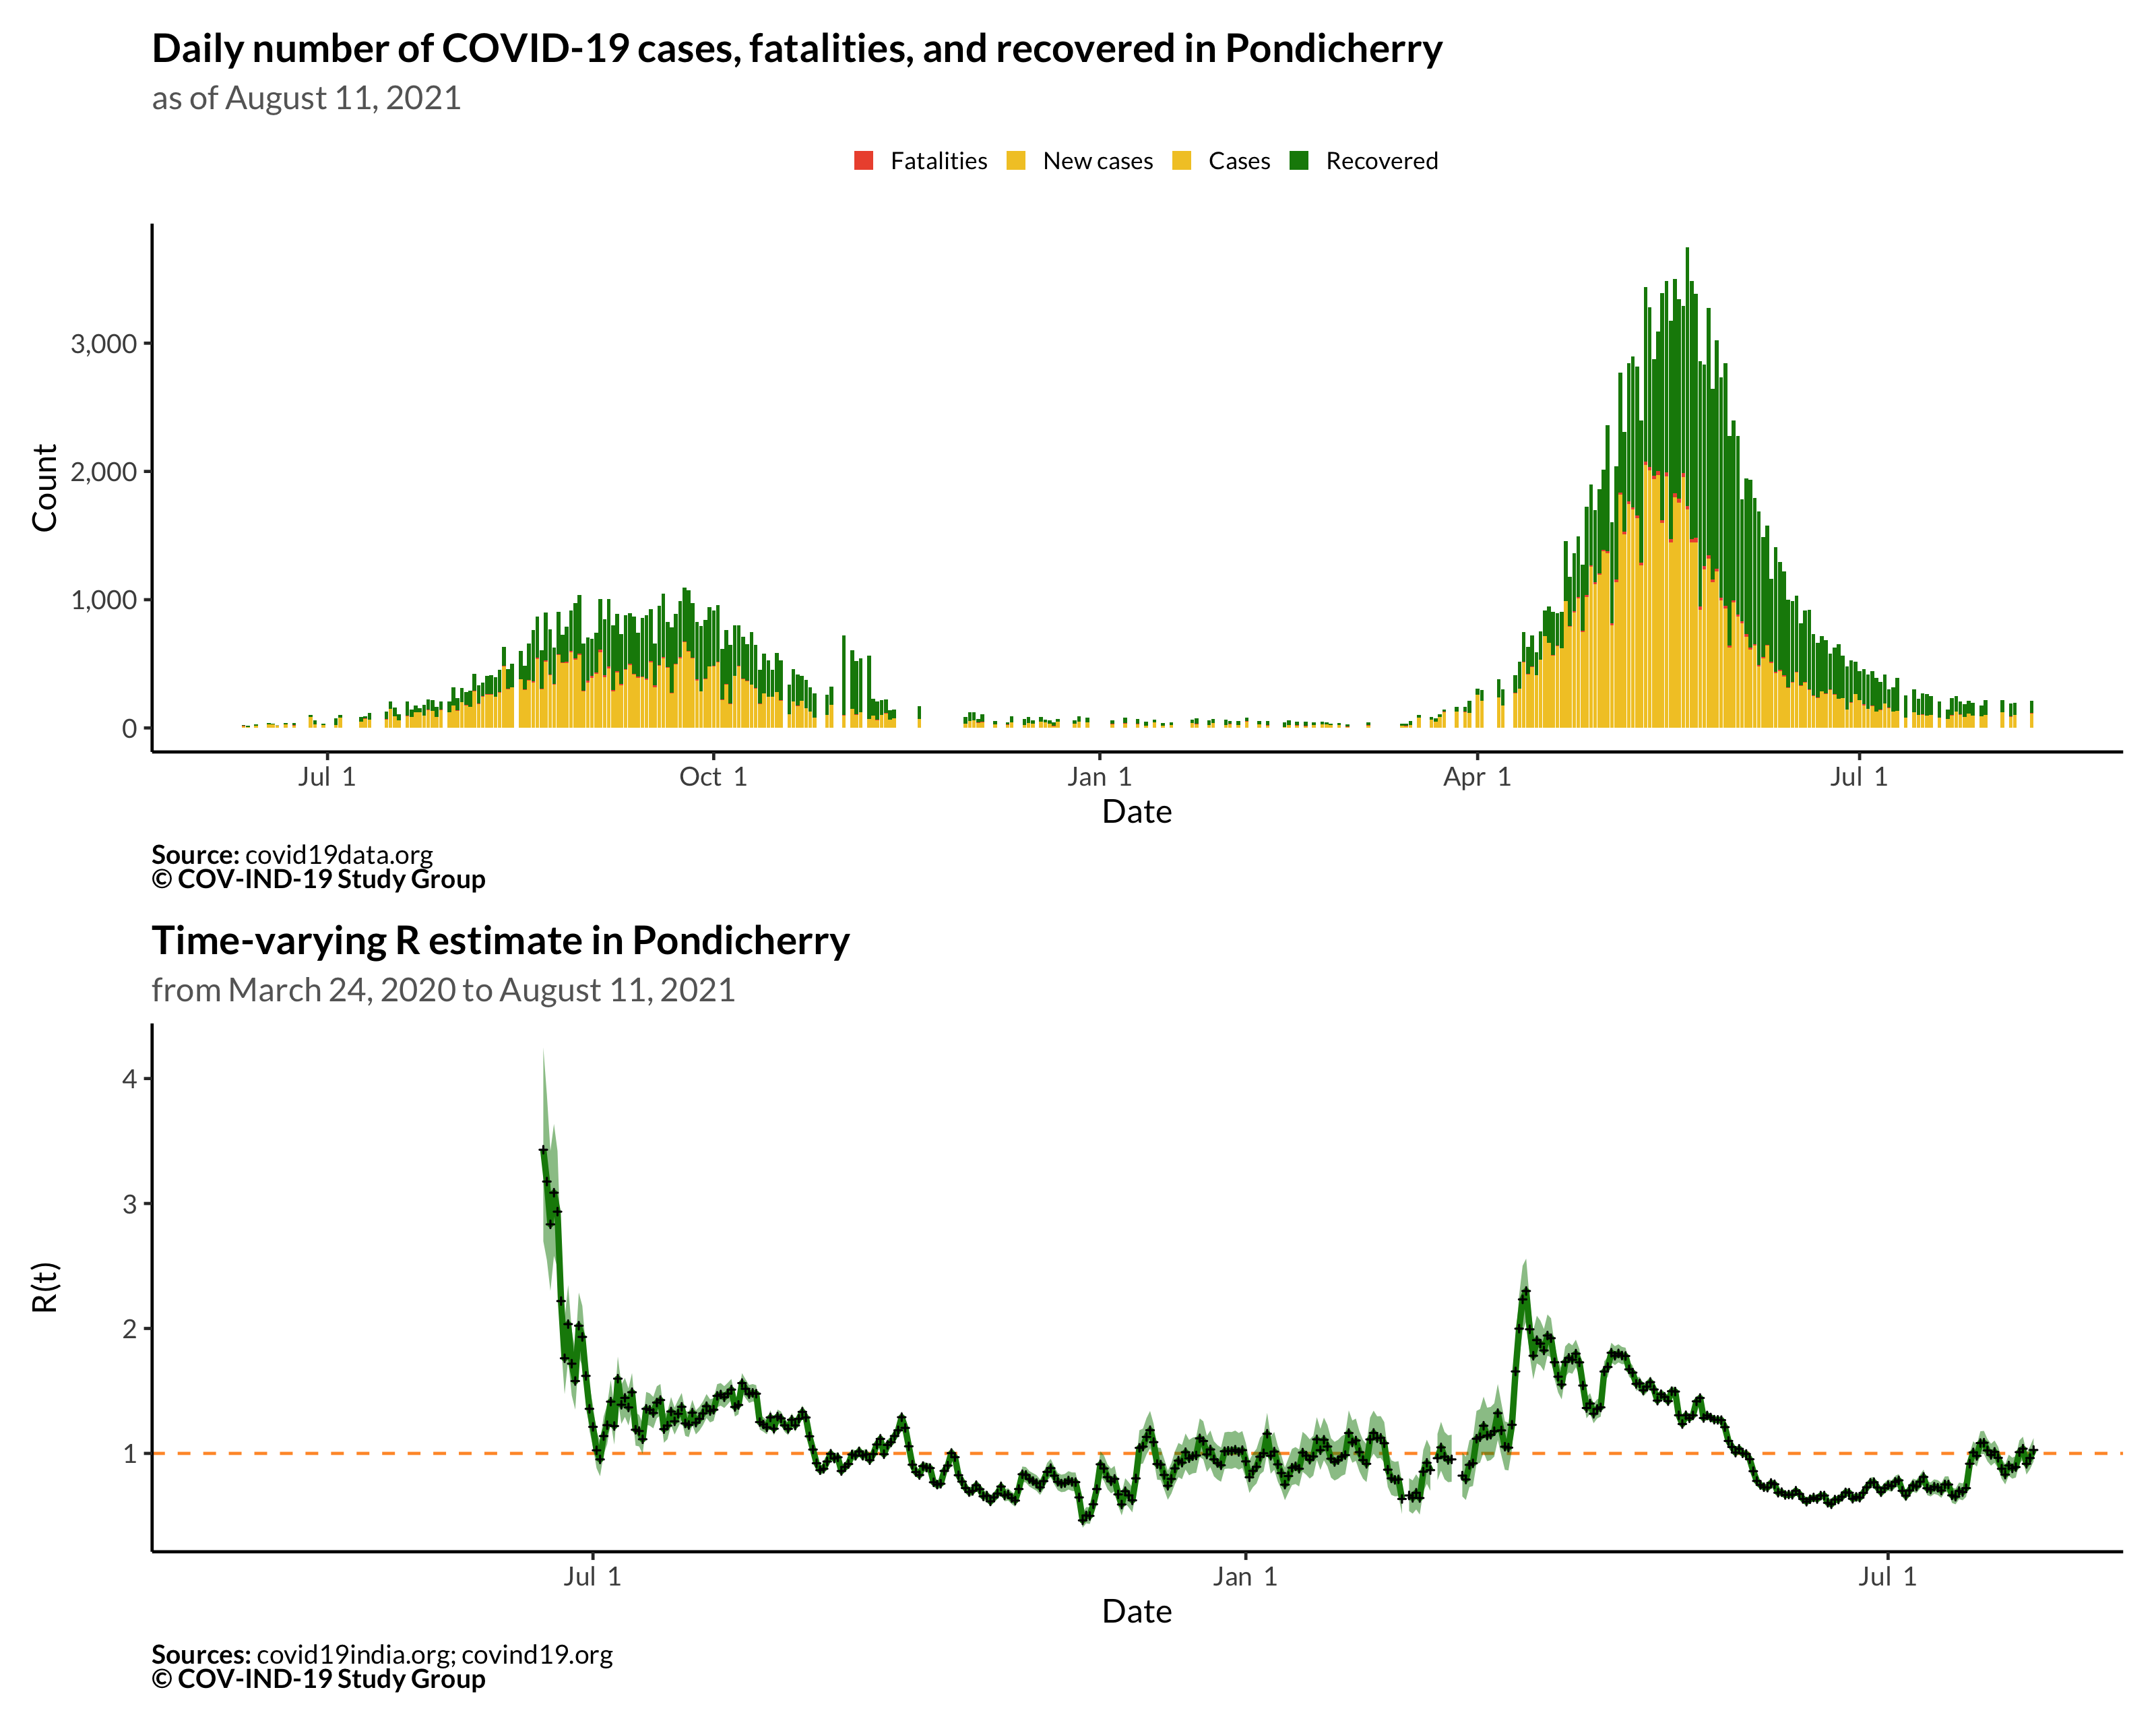 Daily number of COVID-19 cases, fatalities, and recovered in Pondicherry
as of August 11, 2021
Fatalities New cases Cases Recovered
3,000
2,000
1,000
0
Count
Jul 1 Oct 1 Jan 1 Apr 1 Jul 1
Date
Source: covid19data.org
© COV-IND-19 Study Group
Time-varying R estimate in Pondicherry
from March 24, 2020 to August 11, 2021
4
3
2
1
R(t)
Jul 1 Jan 1 Jul 1
Date
Sources: covid19india.org; covind19.org
© COV-IND-19 Study Group